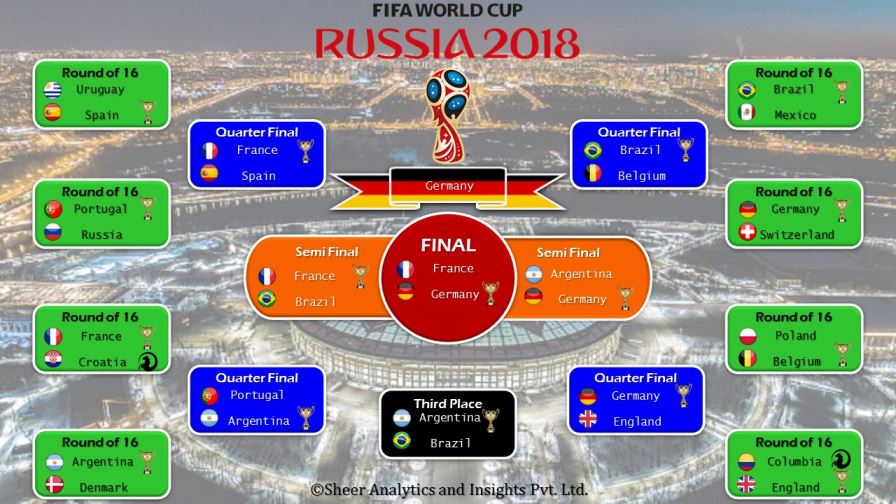 FIFA WORLD CUP
RUSSIA 2018
Round of 16
Uruguay
Spain
Round of 16
Brazil
Mexico
Quarter Final
France
Spain
Quarter Final
Brazil
Belgium
Germany
Round of 16
Portugal
Russia
Round of 16
Germany
Switzerland
Semi Final
France
Brazil
FINAL
France
Germany
Semi Final
Argentina
Germany
Round of 16
France
Croatia
Round of 16
Poland
Belgium
Quarter Final
Portugal
Argentina
Third Place
Argentina
Brazil
Quarter Final
Germany
England
Round of 16
Argentina
Denmark
Round of 16
Columbia
England
©Sheer Analytics and Insights Pvt. Ltd.